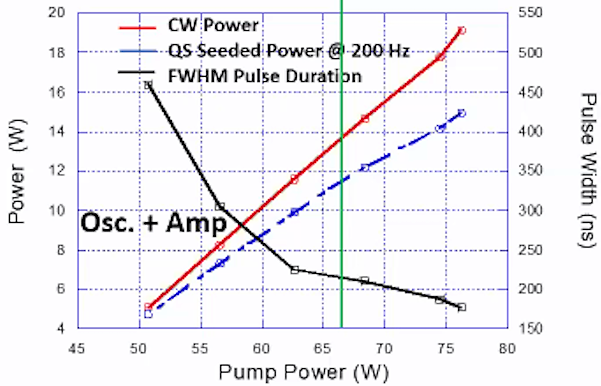 CW Power
QS Seeded Power @ 200 Hz
FWHM Pulse Duration
Osc. + Amp
Power (W)
20
18
16
14
12
10
8
6
4
550
500
450
400
350
300
250
200
150
Pulse Width (ns)
45 50 55 60 65 70 75 80
Pump Power (W)